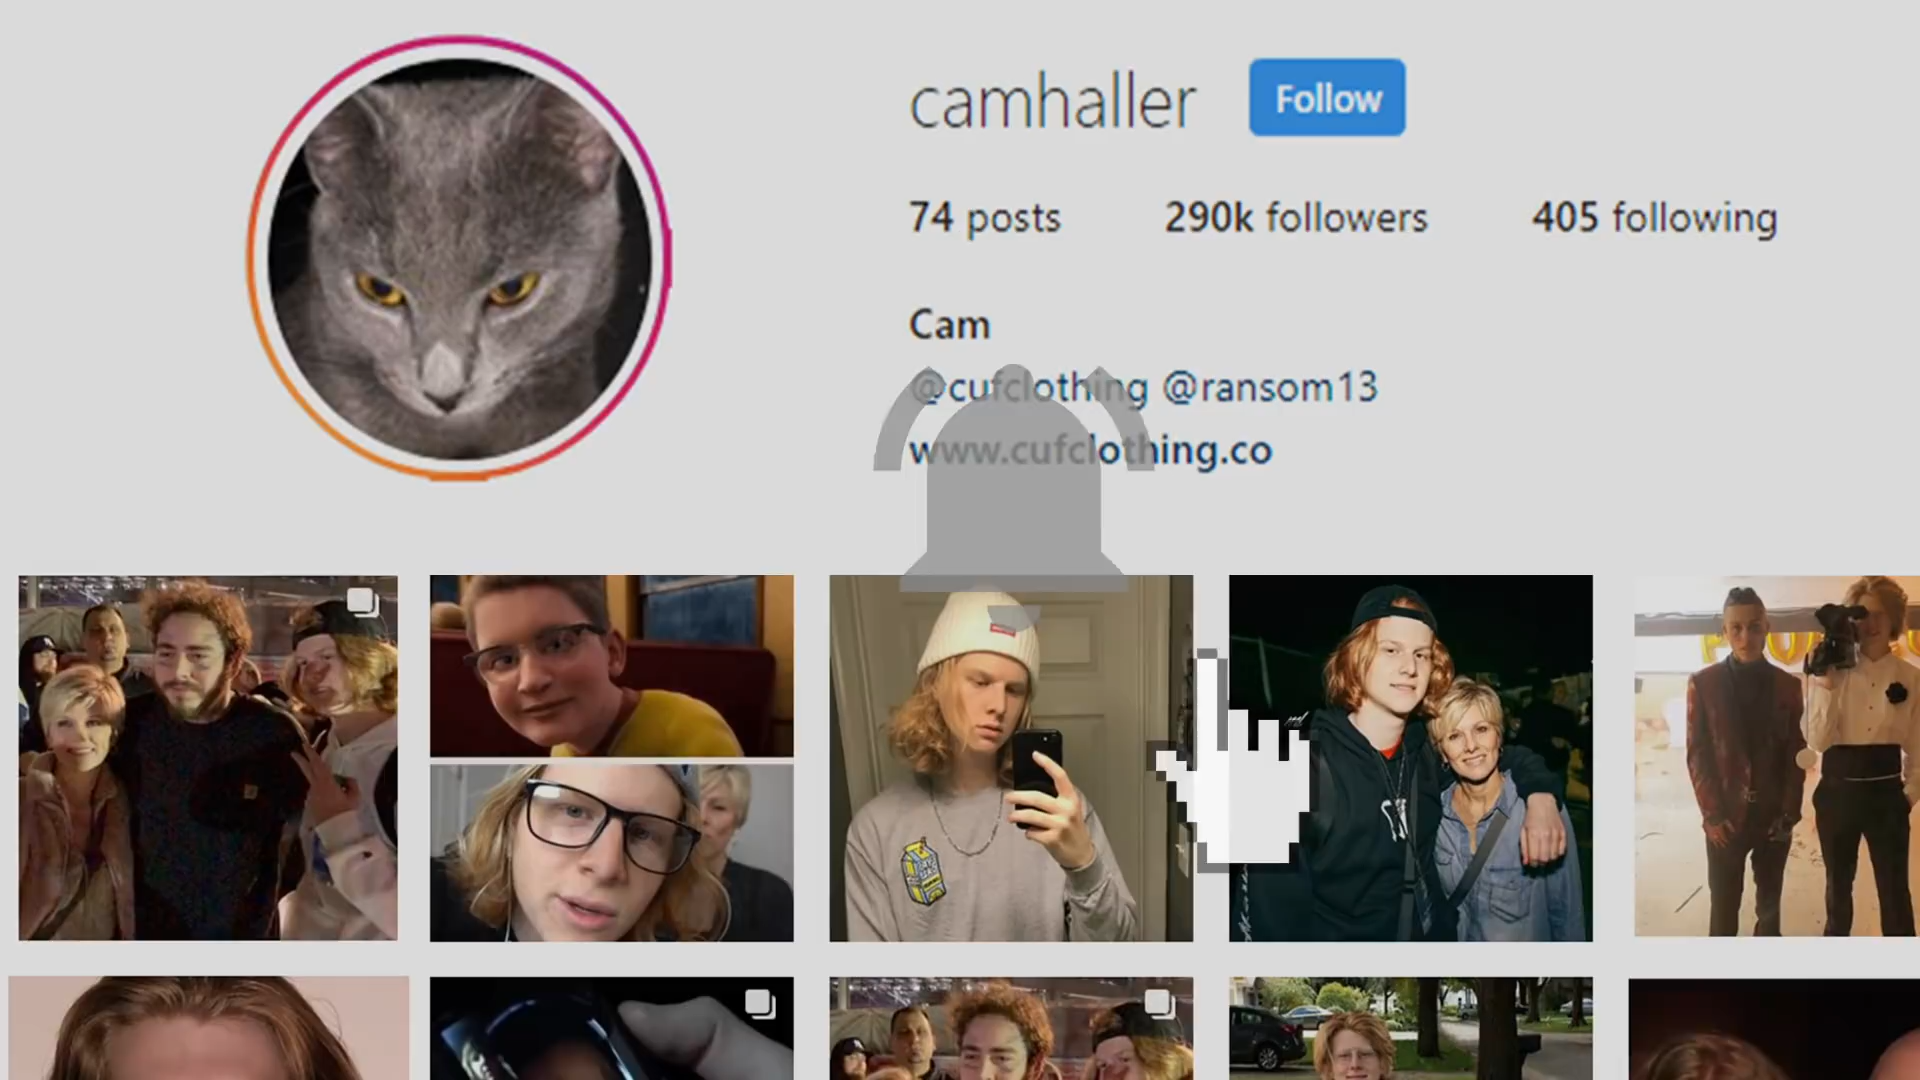 camhaller Follow
74 posts 290k followers 405 following
Cam
@cufclothing @ransom13
www.cufclothing.co